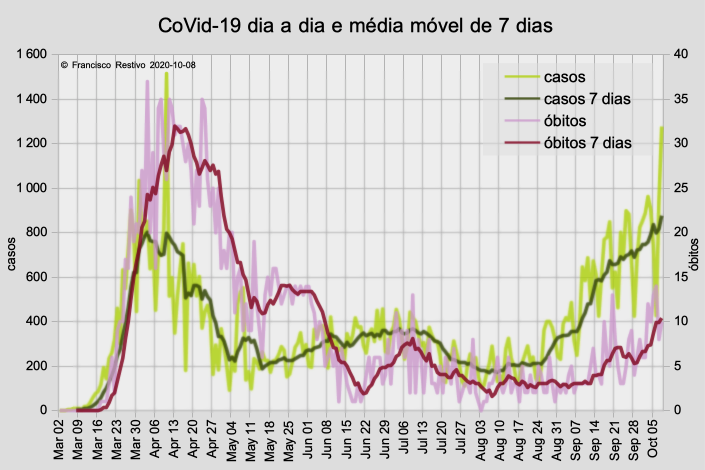 CoVid-19 dia a dia e média móvel de 7 dias
© Francisco Restivo 2020-10-08
casos
casos 7 dias
óbitos
óbitos 7 dias
1 600
1 400
1 200
1 000
800
600
400
200
0
casos
40
35
30
25
20
15
10
5
0
óbitos
Mar 02
Mar 09
Mar 16
Mar 23
Mar 30
Apr 06
Apr 13
Apr 20
Apr 27
May 04
May 11
May 18
May 25
Jun 01
Jun 08
Jun 15
Jun 22
Jun 29
Jul 06
Jul 13
Jul 20
Jul 27
Aug 03
Aug 10
Aug 17
Aug 24
Aug 31
Sep 07
Sep 14
Sep 21
Sep 28
Oct 05